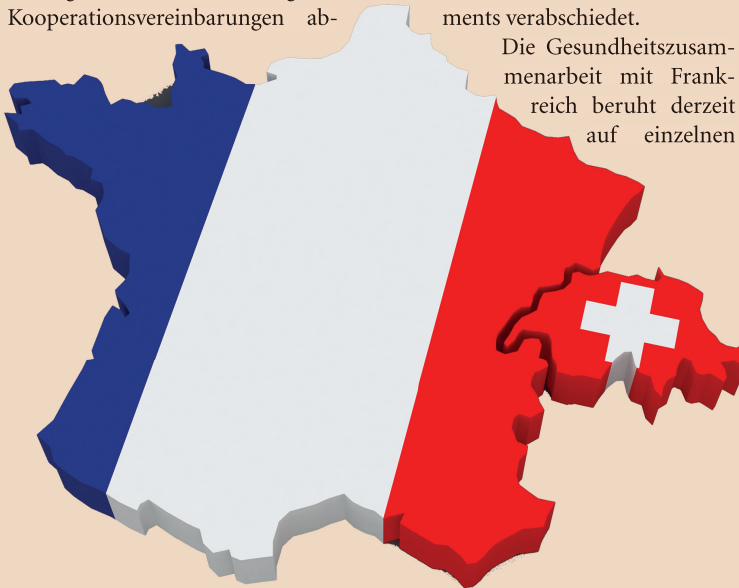 Kooperationsvereinbarungen ab-
ments verabschiedet.
Die Gesundheitszusam-
menarbeit mit Frank-
reich beruht derzeit
auf einzelnen